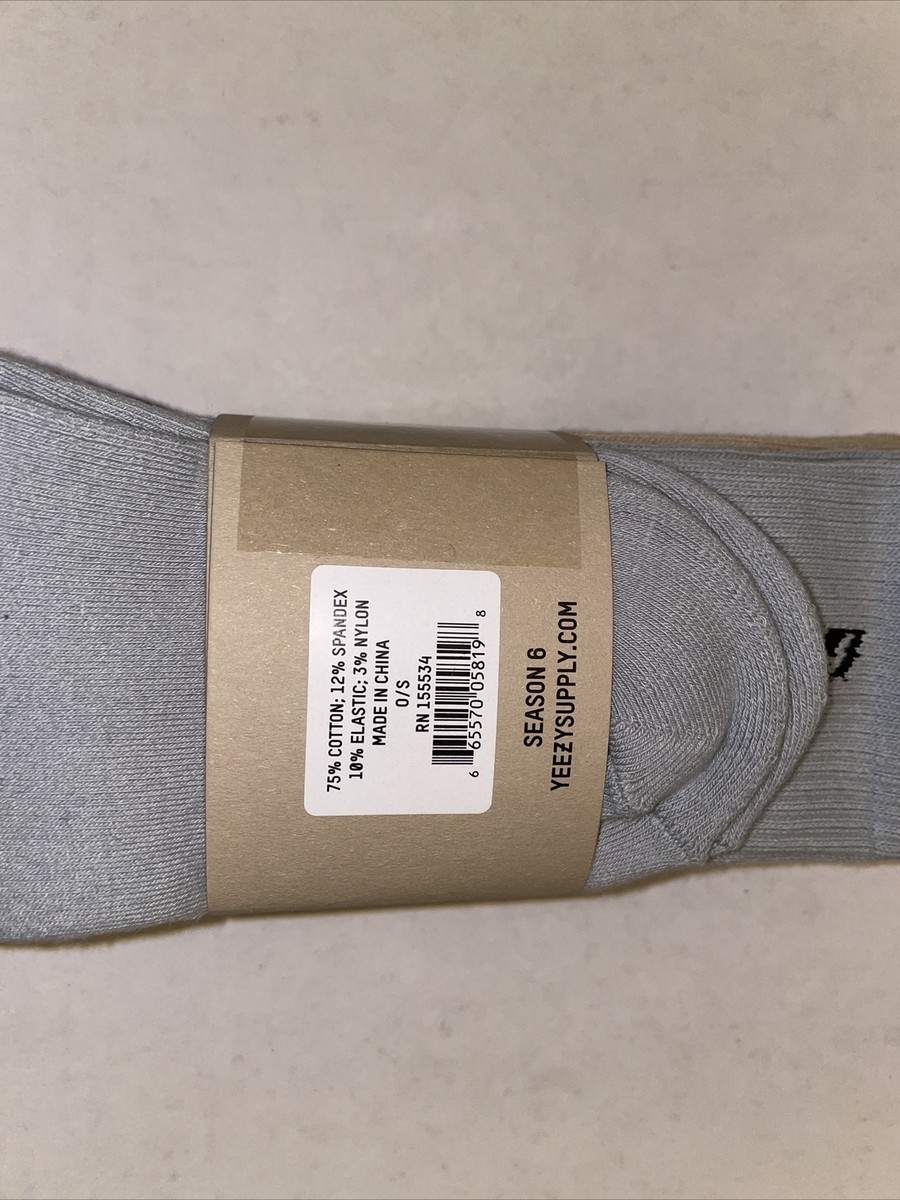 75% COTTON; 12% SPANDEX
10% ELASTIC; 3% NYLON
MADE IN CHINA
O/S
RN 155534
6 65570 05819 8
SEASON 6
YEEZYSUPPLY.COM